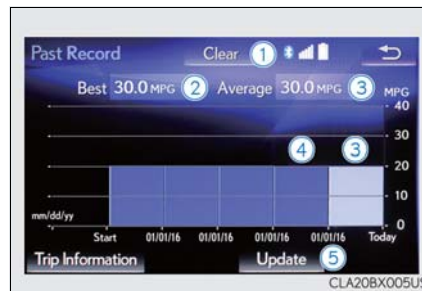 Past Record Clear 1
Best 30.0 MPG 2 Average 30.0 MPG 3 MPG
40
30
4 3
20
10
mm/dd/yy 0
Start 01/01/16 01/01/16 01/01/16 01/01/16 Today
Trip Information Update 5
CLA20BX005US